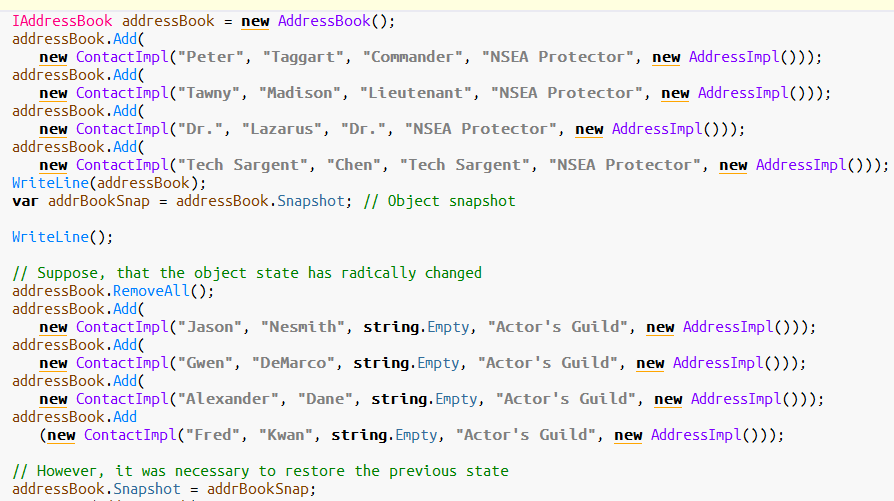 IAddressBook addressBook = new AddressBook();
addressBook.Add(
new ContactImpl("Peter", "Taggart", "Commander", "NSEA Protector", new AddressImpl()));
addressBook.Add(
new ContactImpl("Tawny", "Madison", "Lieutenant", "NSEA Protector", new AddressImpl()));
addressBook.Add(
new ContactImpl("Dr.", "Lazarus", "Dr.", "NSEA Protector", new AddressImpl()));
addressBook.Add(
new ContactImpl("Tech Sargent", "Chen", "Tech Sargent", "NSEA Protector", new AddressImpl()));
WriteLine(addressBook);
var addrBookSnap = addressBook.Snapshot; // Object snapshot
WriteLine();
// Suppose, that the object state has radically changed
addressBook.RemoveAll();
addressBook.Add(
new ContactImpl("Jason", "Nesmith", string.Empty, "Actor's Guild", new AddressImpl()));
addressBook.Add(
new ContactImpl("Gwen", "DeMarco", string.Empty, "Actor's Guild", new AddressImpl()));
addressBook.Add(
new ContactImpl("Alexander", "Dane", string.Empty, "Actor's Guild", new AddressImpl()));
addressBook.Add
(new ContactImpl("Fred", "Kwan", string.Empty, "Actor's Guild", new AddressImpl()));
// However, it was necessary to restore the previous state
addressBook.Snapshot = addrBookSnap;